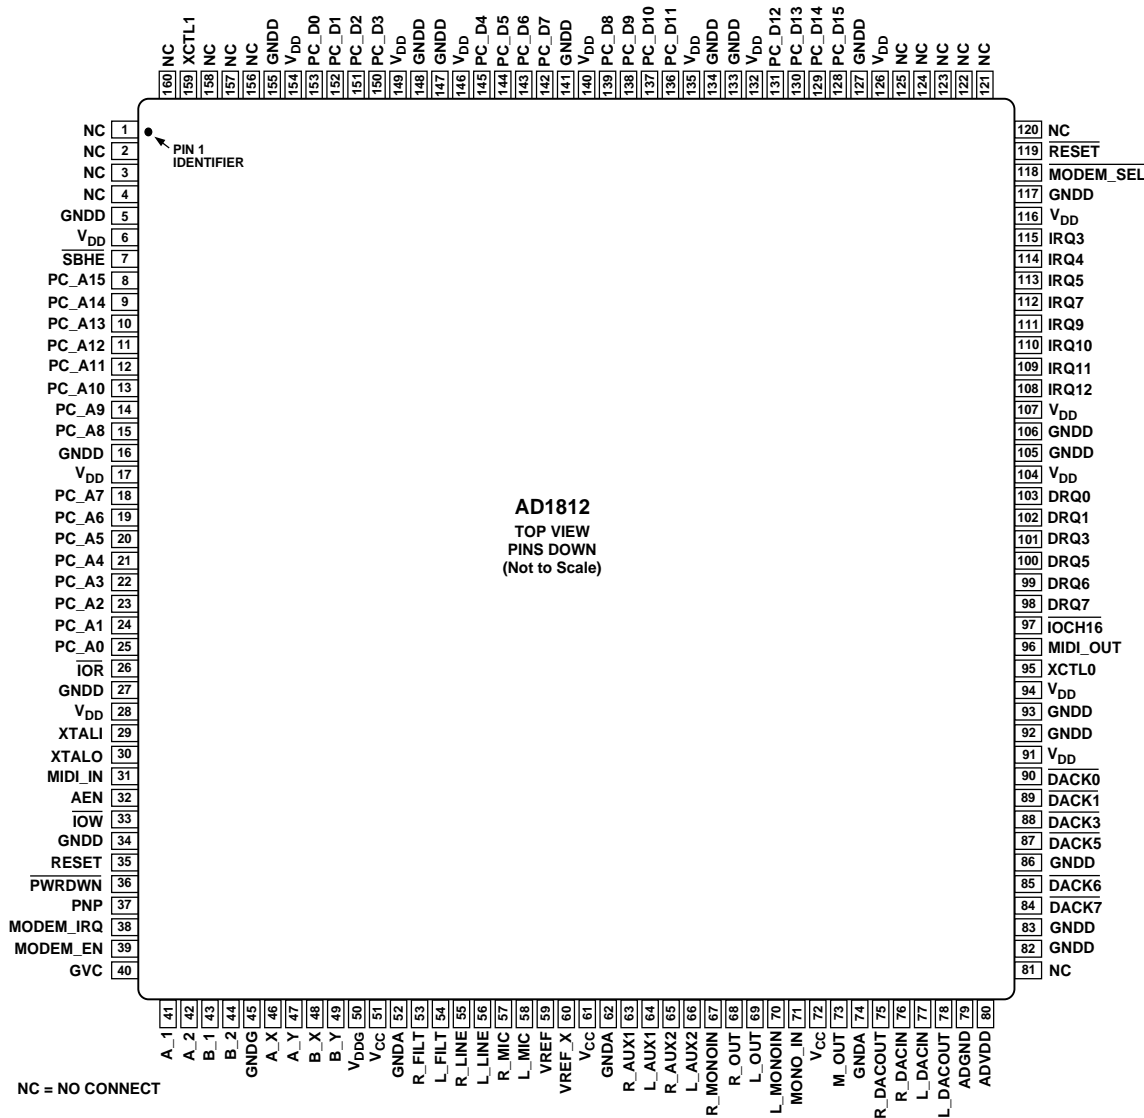 NC
XCTL1
NC
NC
NC
GNDD
VDD
PC_D0
PC_D1
PC_D2
PC_D3
VDD
GNDD
GNDD
VDD
PC_D4
PC_D5
PC_D6
PC_D7
GNDD
VDD
PC_D8
PC_D9
PC_D10
PC_D11
VDD
GNDD
GNDD
VDD
PC_D12
PC_D13
PC_D14
PC_D15
GNDD
VDD
NC
NC
NC
NC
NC
160 159 158 157 156 155 154 153 152 151 150 149 148 147 146 145 144 143 142 141 140 139 138 137 136 135 134 133 132 131 130 129 128 127 126 125 124 123 122 121
NC 1
NC 2
NC 3
NC 4
GNDD 5
VDD 6
SBHE 7
PC_A15 8
PC_A14 9
PC_A13 10
PC_A12 11
PC_A11 12
PC_A10 13
PC_A9 14
PC_A8 15
GNDD 16
VDD 17
PC_A7 18
PC_A6 19
PC_A5 20
PC_A4 21
PC_A3 22
PC_A2 23
PC_A1 24
PC_A0 25
IOR 26
GNDD 27
VDD 28
XTALI 29
XTALO 30
MIDI_IN 31
AEN 32
IOW 33
GNDD 34
RESET 35
PWRDWN 36
PNP 37
MODEM_IRQ 38
MODEM_EN 39
GVC 40
PIN 1
IDENTIFIER
AD1812
TOP VIEW
PINS DOWN
(Not to Scale)
120 NC
119 RESET
118 MODEM_SEL
117 GNDD
116 VDD
115 IRQ3
114 IRQ4
113 IRQ5
112 IRQ7
111 IRQ9
110 IRQ10
109 IRQ11
108 IRQ12
107 VDD
106 GNDD
105 GNDD
104 VDD
103 DRQ0
102 DRQ1
101 DRQ3
100 DRQ5
99 DRQ6
98 DRQ7
97 IOCH16
96 MIDI_OUT
95 XCTL0
94 VDD
93 GNDD
92 GNDD
91 VDD
90 DACK0
89 DACK1
88 DACK3
87 DACK5
86 GNDD
85 DACK6
84 DACK7
83 GNDD
82 GNDD
81 NC
41 42 43 44 45 46 47 48 49 50 51 52 53 54 55 56 57 58 59 60 61 62 63 64 65 66 67 68 69 70 71 72 73 74 75 76 77 78 79 80
A_1
A_2
B_1
B_2
GNDG
A_X
A_Y
B_X
B_Y
VDDG
VCC
GNDA
R_FILT
L_FILT
R_LINE
L_LINE
R_MIC
L_MIC
VREF
VREF_X
VCC
GNDA
R_AUX1
L_AUX1
R_AUX2
L_AUX2
R_MONOIN
R_OUT
L_OUT
L_MONOIN
MONO_IN
VCC
M_OUT
GNDA
R_DACOUT
R_DACIN
L_DACIN
L_DACOUT
ADGND
ADVDD
NC = NO CONNECT